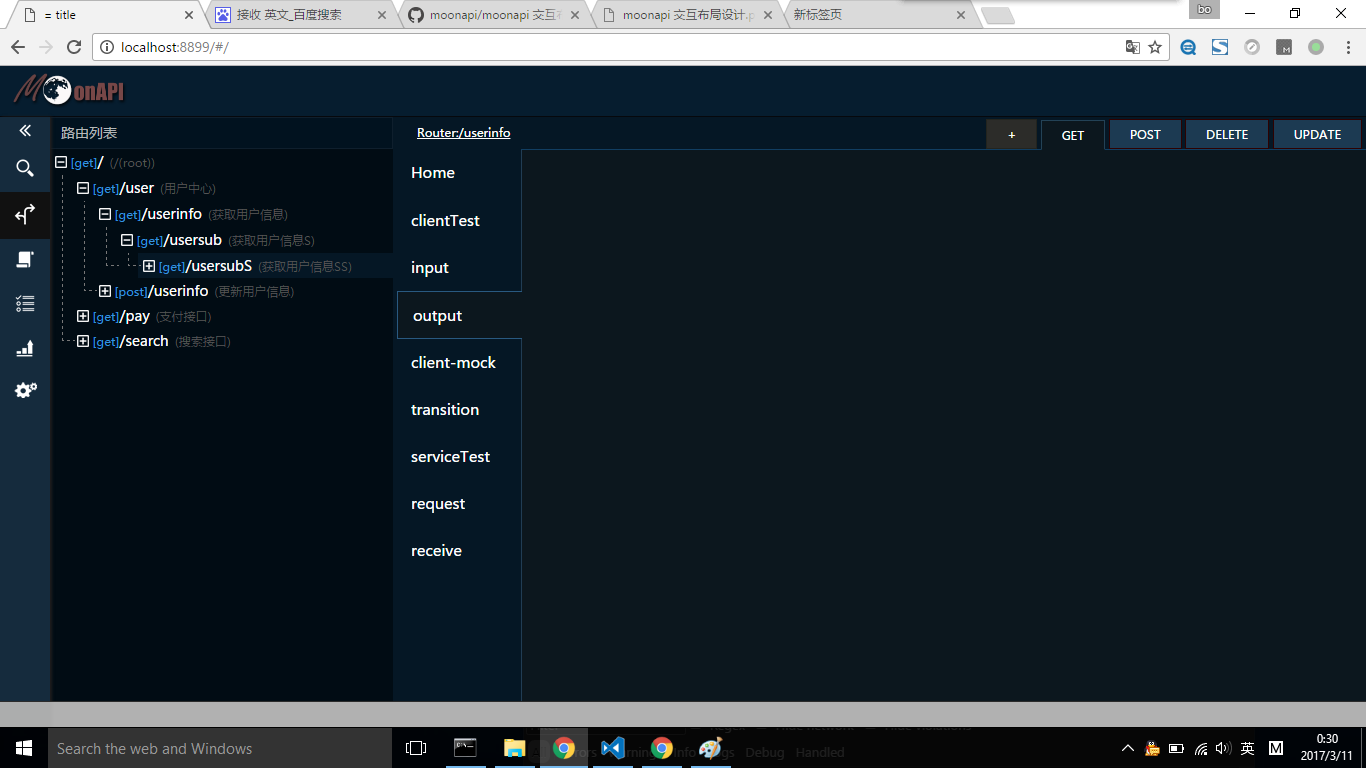 = title
接收 英文_百度搜索
moonapi/moonapi 交互布
moonapi 交互布局设计.p
新标签页
bo
localhost:8899/#/
MoonAPI
路由列表
Router:/userinfo
+
GET
POST
DELETE
UPDATE
[get]/ (/(root))
[get]/user (用户中心)
[get]/userinfo (获取用户信息)
[get]/usersub (获取用户信息S)
[get]/usersubS (获取用户信息SS)
[post]/userinfo (更新用户信息)
[get]/pay (支付接口)
[get]/search (搜索接口)
Home
clientTest
input
output
client-mock
transition
serviceTest
request
receive
Search the web and Windows
Debug
Handled
英
M
0:30
2017/3/11